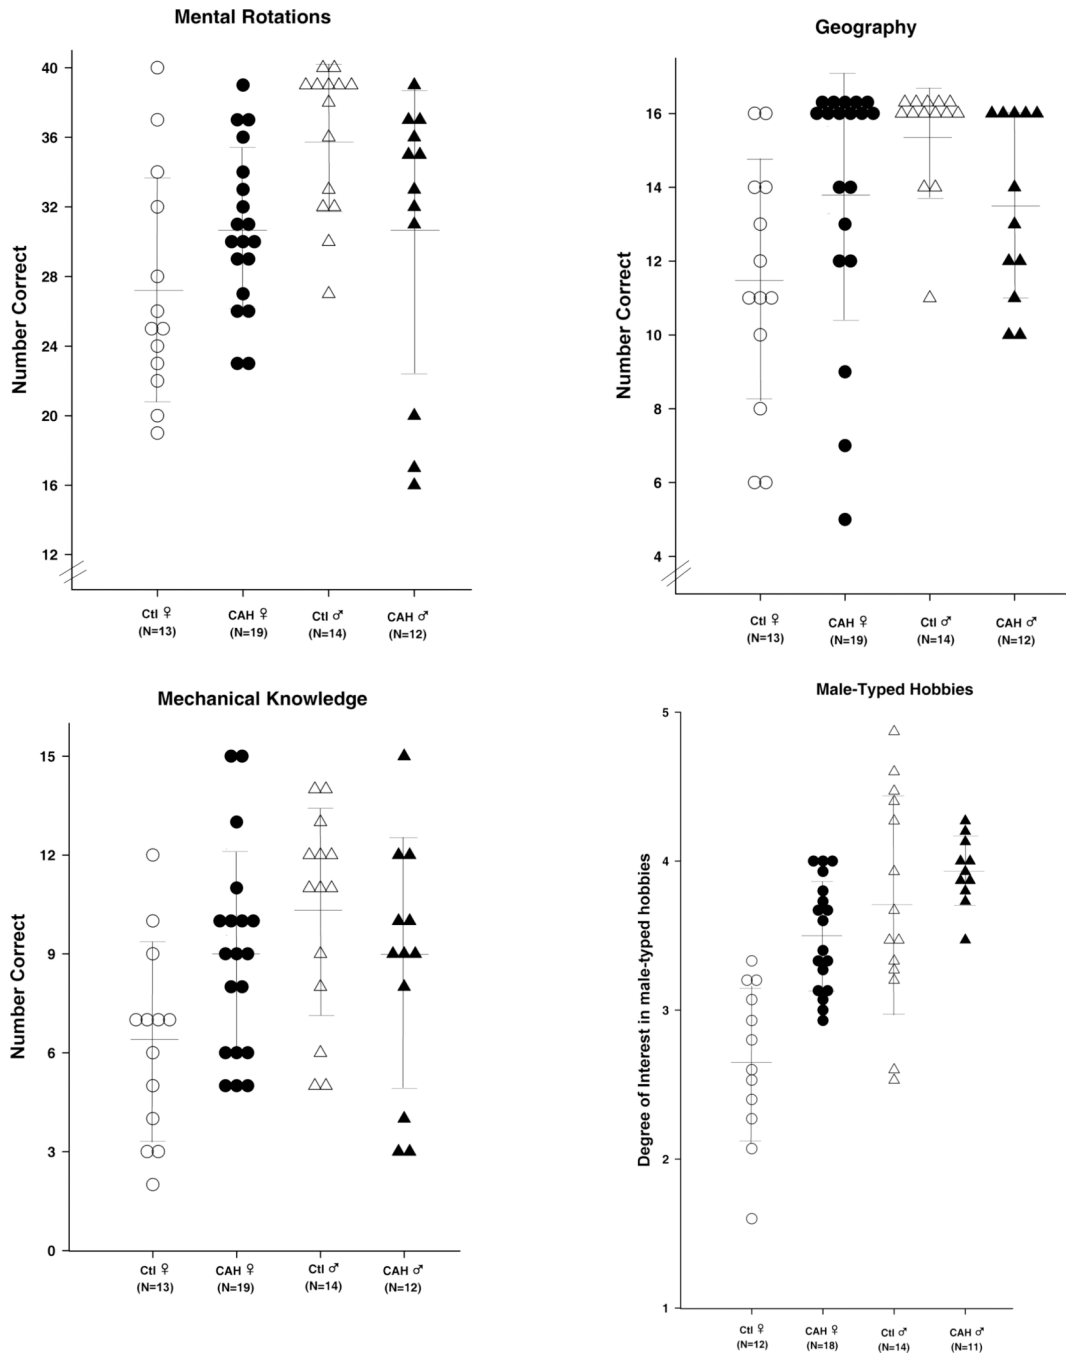 Mental Rotations
Number Correct
40
36
32
28
24
20
16
12
Ctl ♀
(N=13)
CAH ♀
(N=19)
Ctl ♂
(N=14)
CAH ♂
(N=12)
Geography
Number Correct
16
14
12
10
8
6
4
Ctl ♀
(N=13)
CAH ♀
(N=19)
Ctl ♂
(N=14)
CAH ♂
(N=12)
Mechanical Knowledge
Number Correct
15
12
9
6
3
0
Ctl ♀
(N=13)
CAH ♀
(N=19)
Ctl ♂
(N=14)
CAH ♂
(N=12)
Male-Typed Hobbies
Degree of Interest in male-typed hobbies
5
4
3
2
1
Ctl ♀
(N=12)
CAH ♀
(N=18)
Ctl ♂
(N=14)
CAH ♂
(N=11)